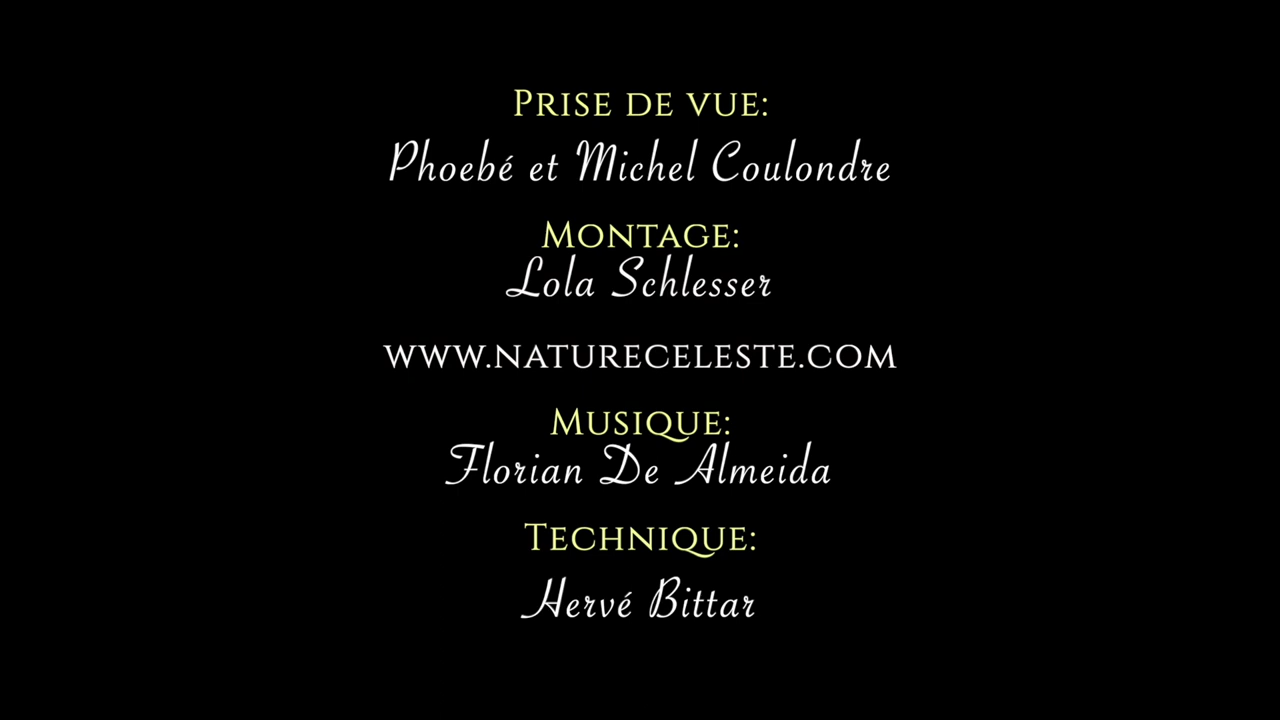 Prise de vue:
Phoebé et Michel Coulondre
Montage:
Lola Schlesser
www.natureceleste.com
Musique:
Florian De Almeida
Technique:
Hervé Bittar